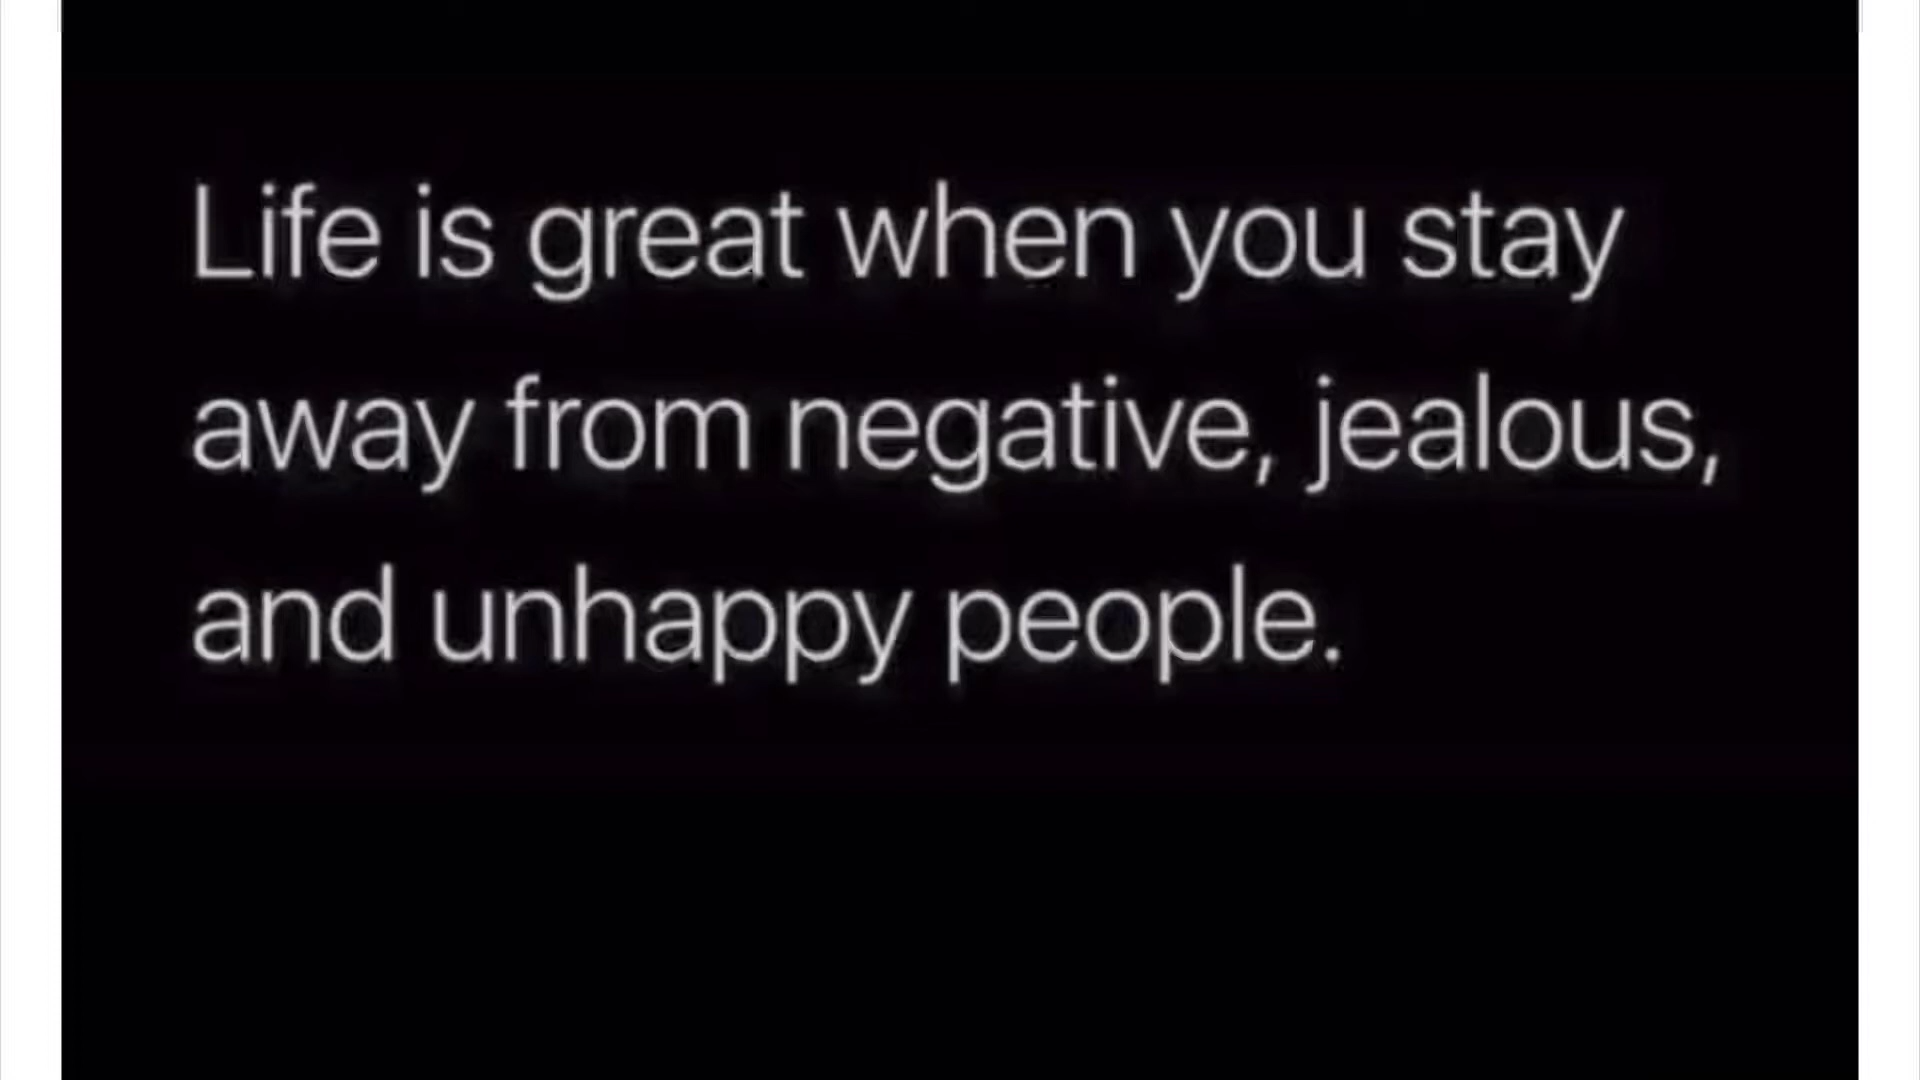 Life is great when you stay
away from negative, jealous,
and unhappy people.